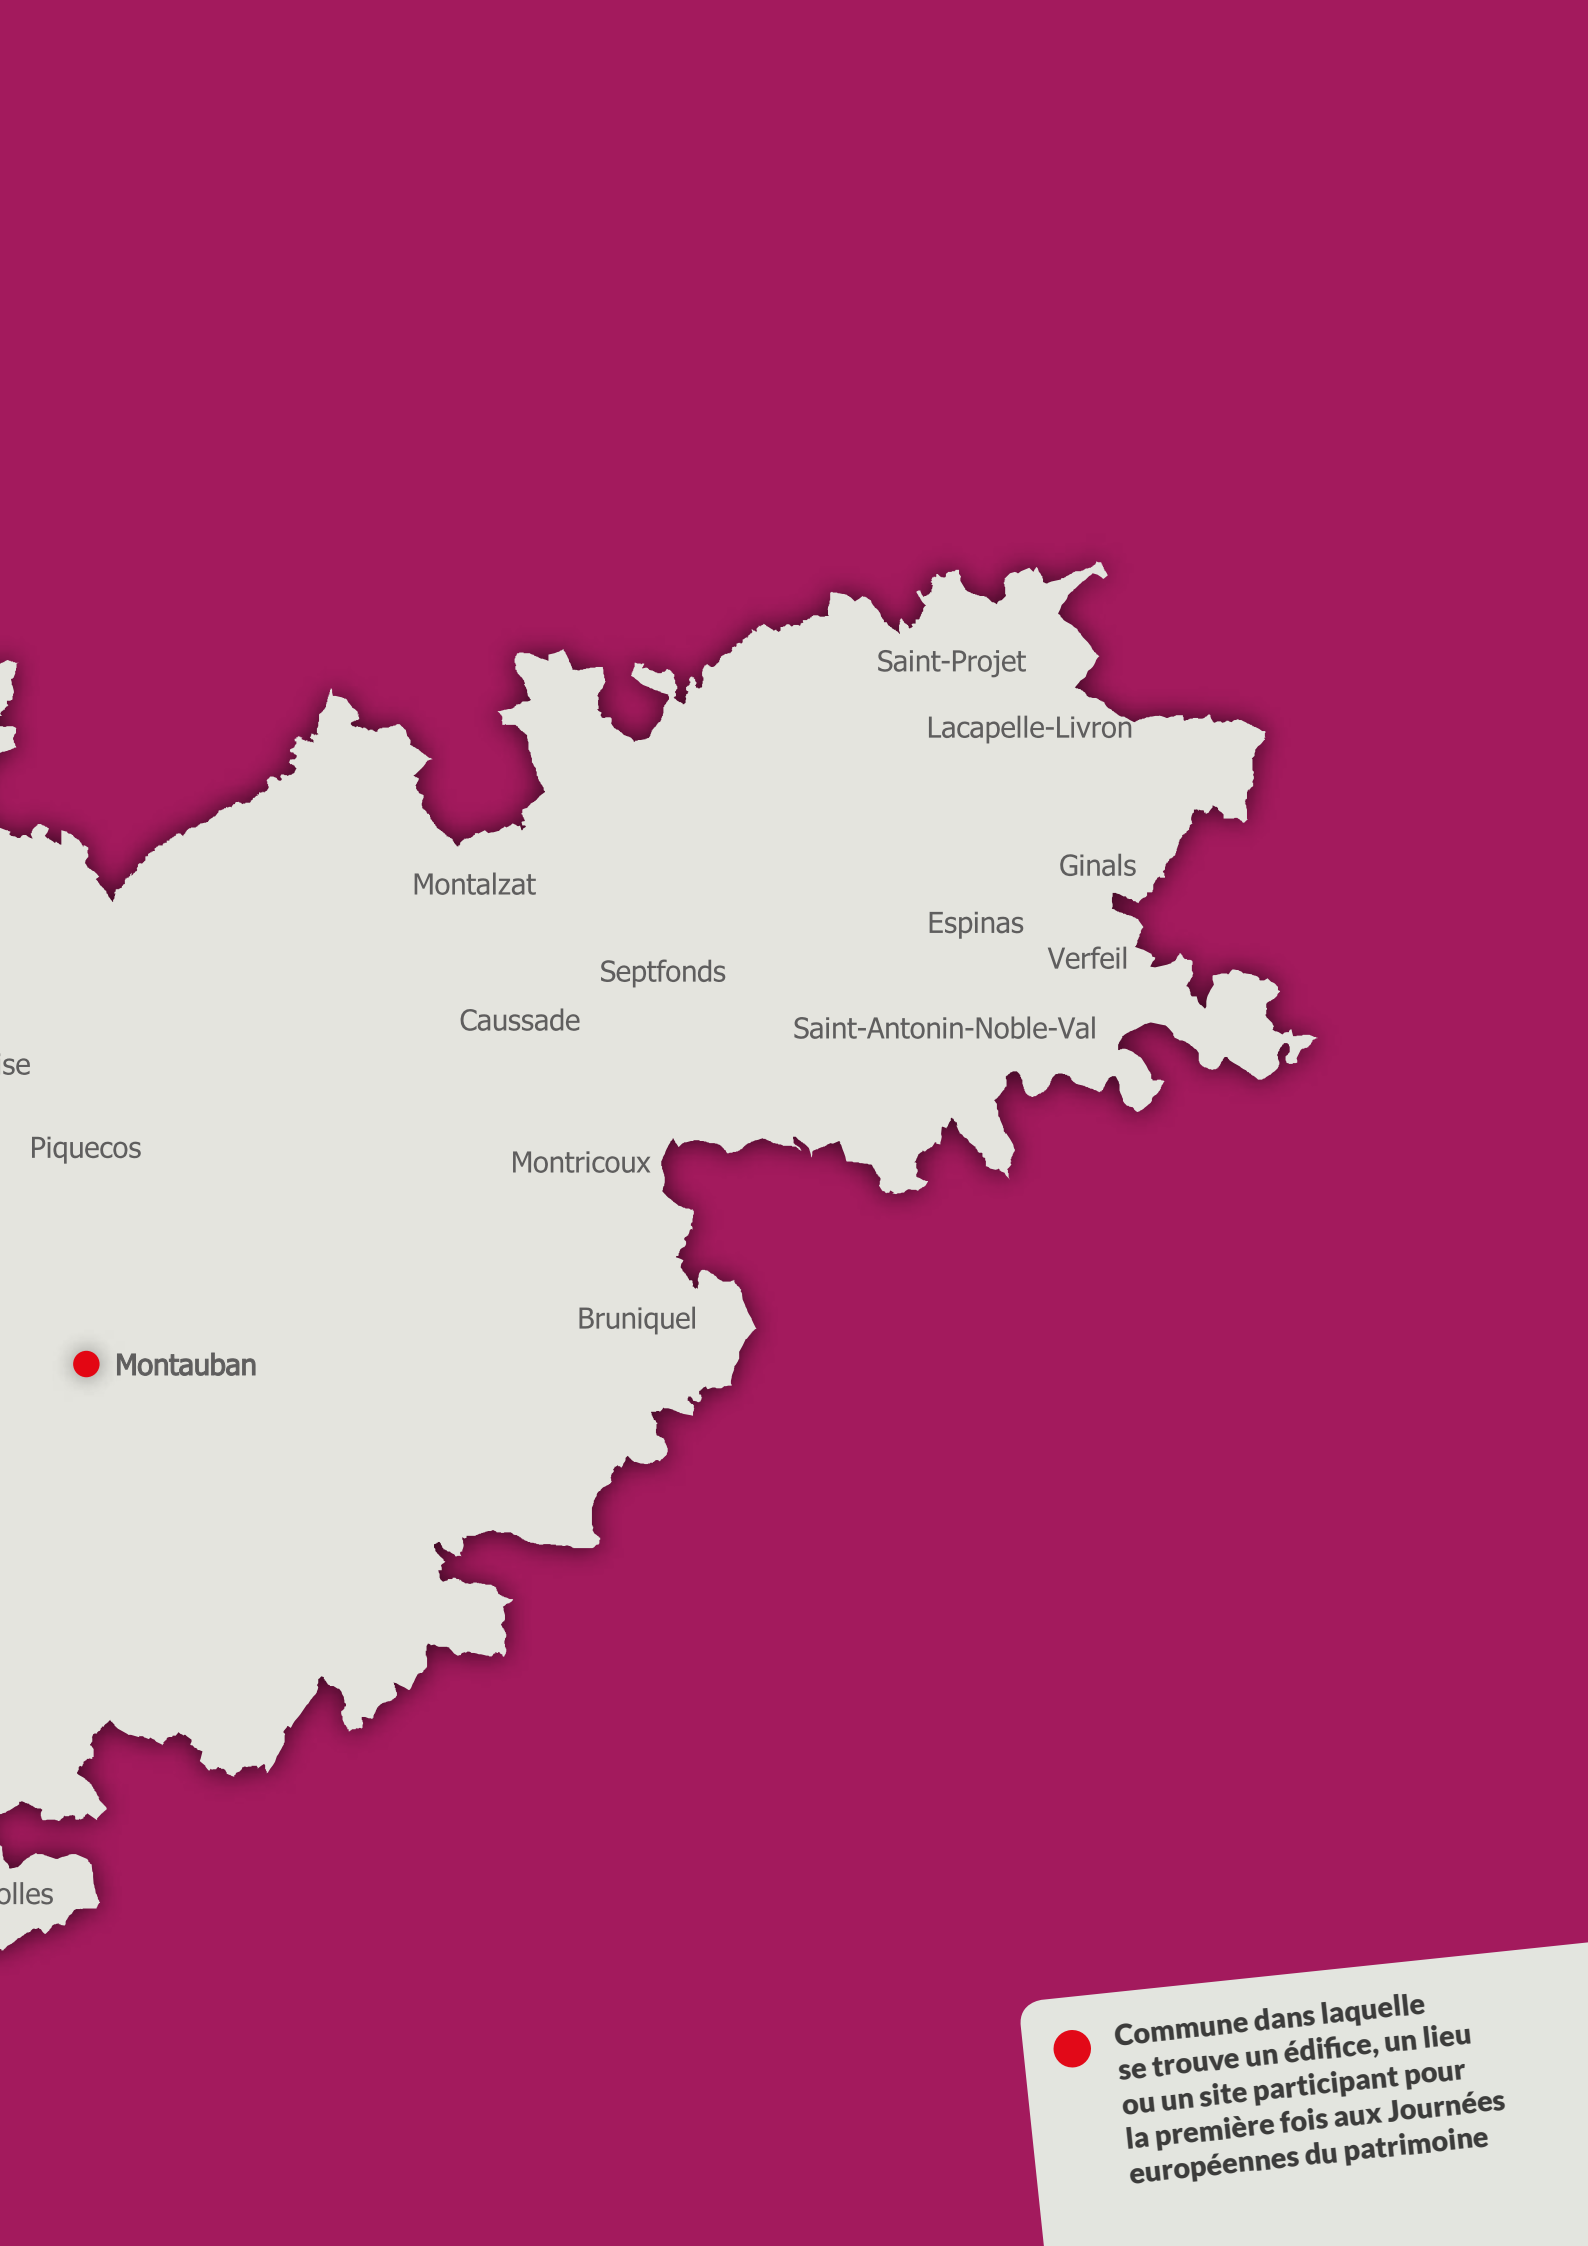 Saint-Projet
Lacapelle-Livron
Ginals
Montalzat
Espinas
Verfeil
Septfonds
Caussade
Saint-Antonin-Noble-Val
ise
Piquecos
Montricoux
Bruniquel
Montauban
olles
Commune dans laquelle
se trouve un édifice, un lieu
ou un site participant pour
la première fois aux Journées
européennes du patrimoine